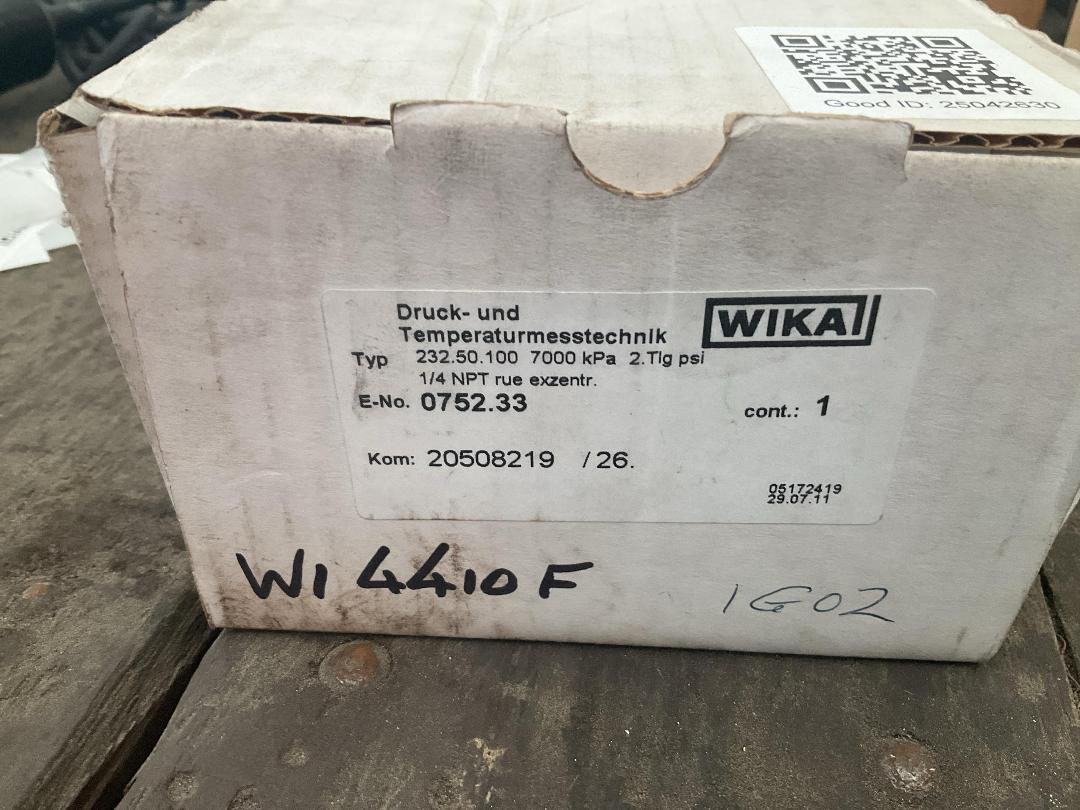 Good ID: 25042630
Druck- und
Temperaturmesstechnik
WIKA
Typ 232.50.100 7000 kPa 2.Tlg psi
1/4 NPT rue exzentr.
E-No. 0752.33
cont.: 1
Kom: 20508219 /26.
05172419
29.07.11
WI 4410F
IG02